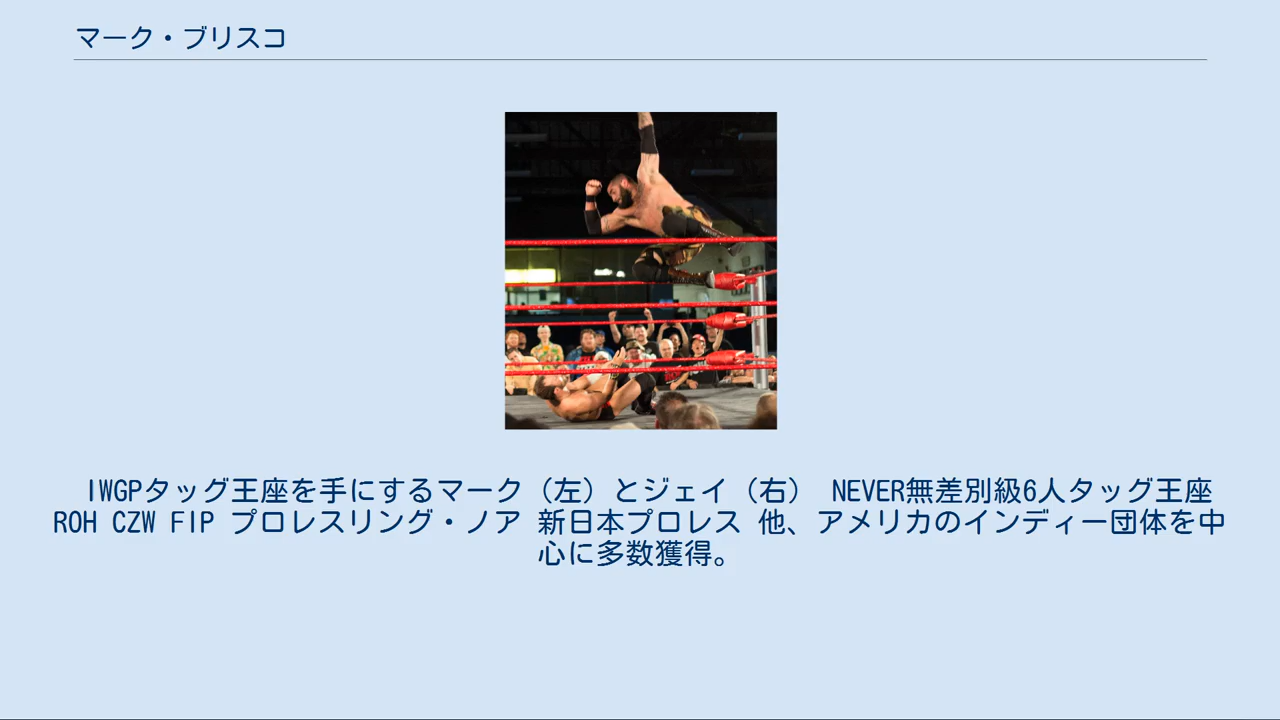 マーク・ブリスコ
IWGPタッグ王座を手にするマーク（左）とジェイ（右） NEVER無差別級6人タッグ王座
ROH CZW FIP プロレスリング・ノア 新日本プロレス 他、アメリカのインディー団体を中
心に多数獲得。